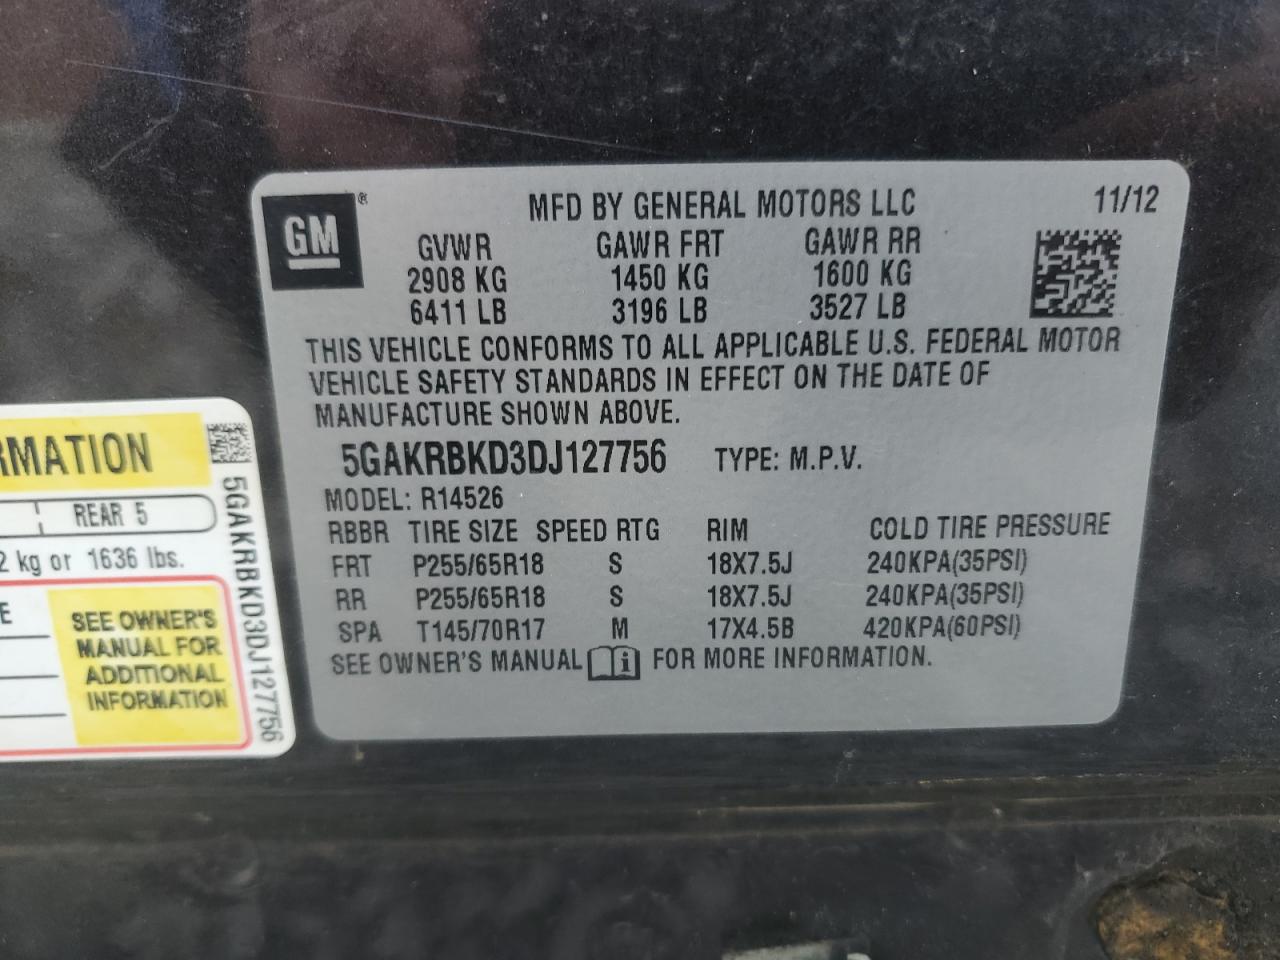 GM
®
MFD BY GENERAL MOTORS LLC 11/12
GVWR GAWR FRT GAWR RR
2908 KG 1450 KG 1600 KG
6411 LB 3196 LB 3527 LB
THIS VEHICLE CONFORMS TO ALL APPLICABLE U.S. FEDERAL MOTOR
VEHICLE SAFETY STANDARDS IN EFFECT ON THE DATE OF
MANUFACTURE SHOWN ABOVE.
5GAKRBKD3DJ127756 TYPE: M.P.V.
MODEL: R14526
RBBR TIRE SIZE SPEED RTG RIM COLD TIRE PRESSURE
FRT P255/65R18 S 18X7.5J 240KPA(35PSI)
RR P255/65R18 S 18X7.5J 240KPA(35PSI)
SPA T145/70R17 M 17X4.5B 420KPA(60PSI)
SEE OWNER'S MANUAL i FOR MORE INFORMATION.
RMATION
REAR 5
2 kg or 1636 lbs.
E
SEE OWNER'S
MANUAL FOR
ADDITIONAL
INFORMATION
5GAKRBKD3DJ127756